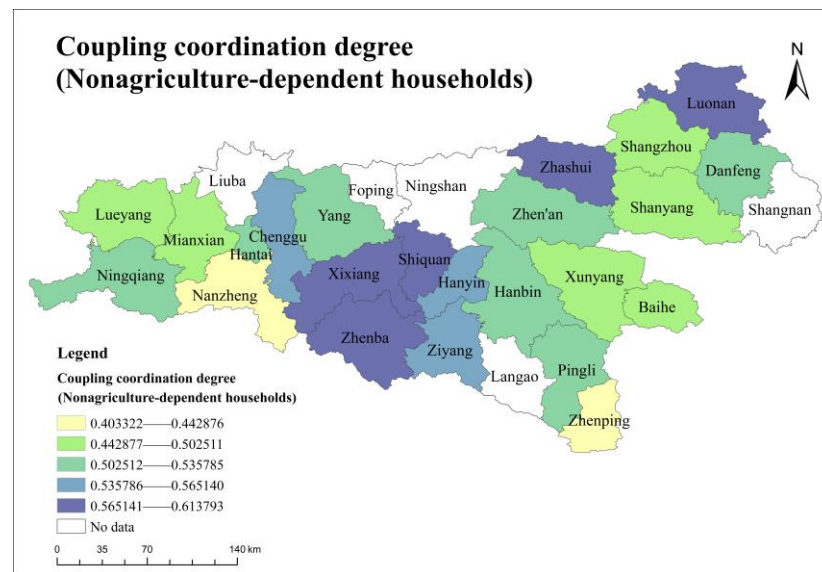 Coupling coordination degree
(Nonagriculture-dependent households)
N
Luonan
Shangzhou
Zhashui
Danfeng
Liuba
Foping
Ningshan
Lueyang
Yang
Zhen'an
Shanyang
Shangnan
Mianxian
Chenggu
Hantai
Ningqiang
Xixiang
Shiquan
Hanyin
Hanbin
Xunyang
Nanzheng
Baihe
Zhenba
Ziyang
Langao
Pingli
Zhenping
Legend
Coupling coordination degree
(Nonagriculture-dependent households)
0.403322——0.442876
0.442877——0.502511
0.502512——0.535785
0.535786——0.565140
0.565141——0.613793
No data
0 35 70 140 km